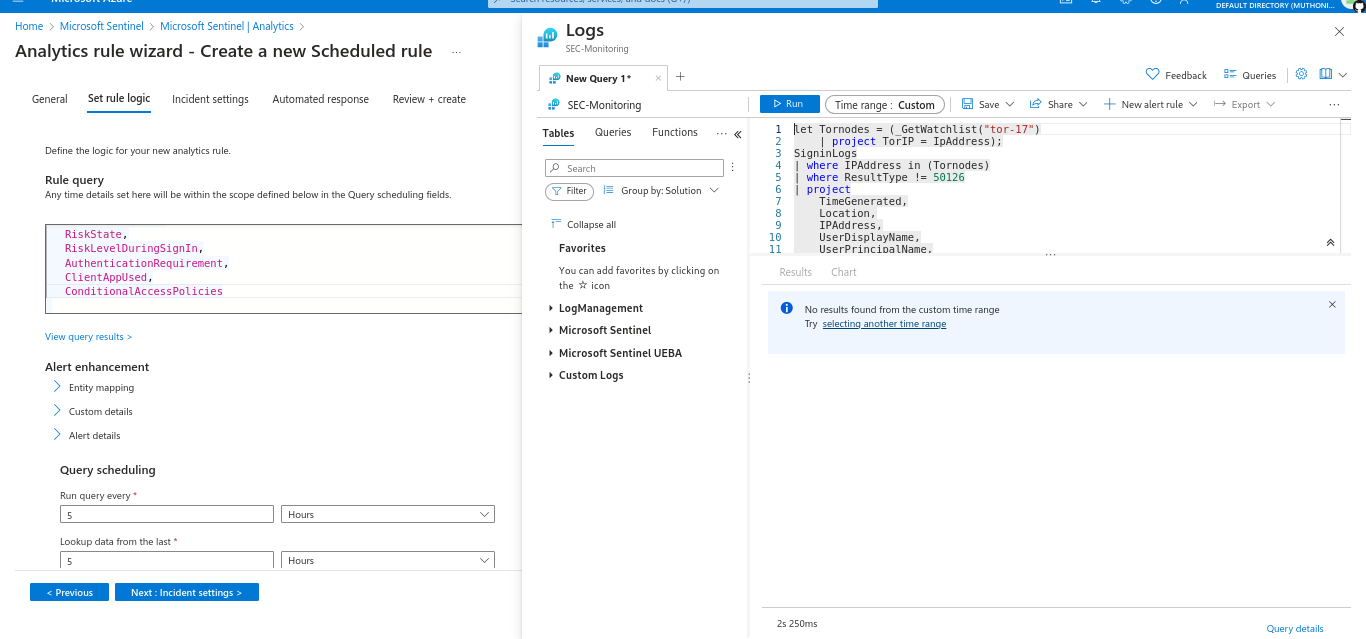 Microsoft Azure
Search resources, services, and docs (G+/)
DEFAULT DIRECTORY (MUTHONI...
Home > Microsoft Sentinel > Microsoft Sentinel | Analytics >
Analytics rule wizard - Create a new Scheduled rule ...
General Set rule logic Incident settings Automated response Review + create
Define the logic for your new analytics rule.
Rule query
Any time details set here will be within the scope defined below in the Query scheduling fields.
RiskState,
RiskLevelDuringSignIn,
AuthenticationRequirement,
ClientAppUsed,
ConditionalAccessPolicies
View query results >
Alert enhancement
Entity mapping
Custom details
Alert details
Query scheduling
Run query every *
5 Hours
Lookup data from the last *
5 Hours
< Previous Next : Incident settings >
Logs
SEC-Monitoring
New Query 1* × +
Feedback Queries
SEC-Monitoring
Run Time range : Custom Save Share New alert rule Export ...
Tables Queries Functions ... «
Search
Filter Group by: Solution
Collapse all
Favorites
You can add favorites by clicking on
the ☆ icon
LogManagement
Microsoft Sentinel
Microsoft Sentinel UEBA
Custom Logs
1 let Tornodes = (_GetWatchlist("tor-17")
2 | project TorIP = IpAddress);
3 SigninLogs
4 | where IPAddress in (Tornodes)
5 | where ResultType != 50126
6 | project
7 TimeGenerated,
8 Location,
9 IPAddress,
10 UserDisplayName,
11 UserPrincipalName,
Results Chart
No results found from the custom time range
Try selecting another time range
2s 250ms
Query details